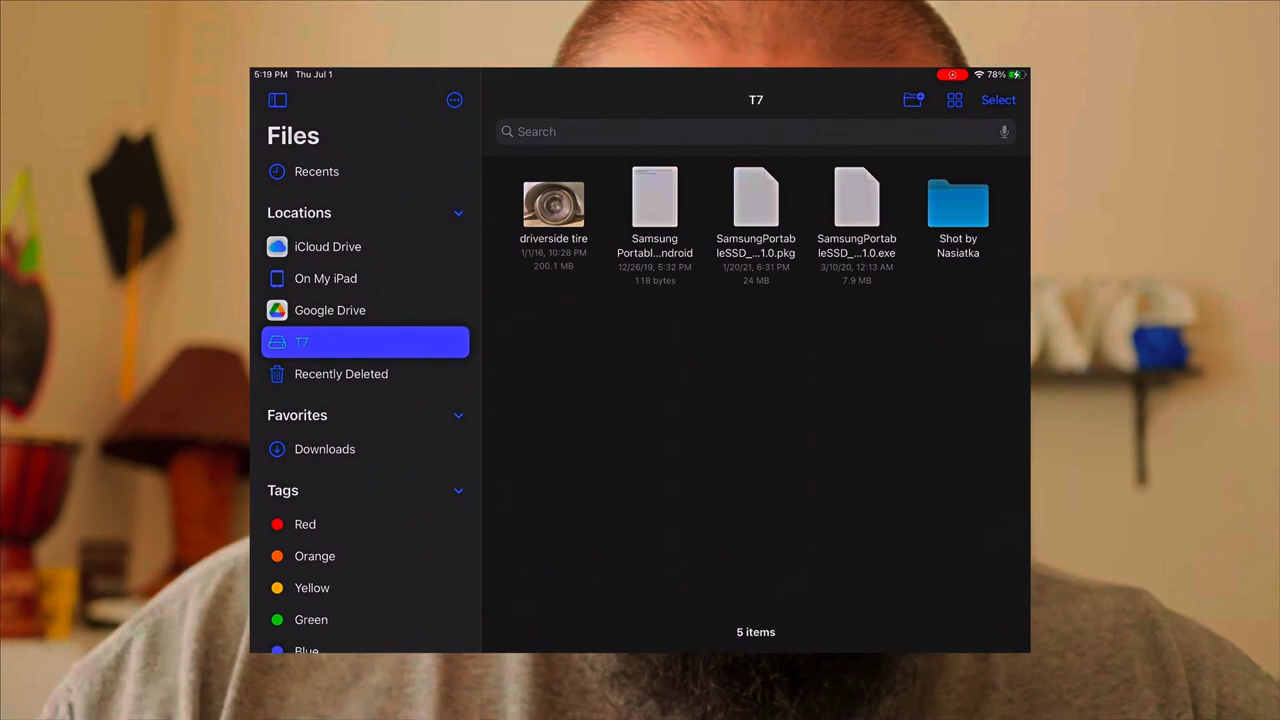 5:19 PM Thu Jul 1
78%
Files
Recents
Locations
iCloud Drive
On My iPad
Google Drive
T7
Recently Deleted
Favorites
Downloads
Tags
Red
Orange
Yellow
Green
Blue
T7
Select
Search
driverside tire
1/1/16, 10:28 PM
200.1 MB
Samsung
Portabl...ndroid
12/26/19, 5:32 PM
118 bytes
SamsungPortab
leSSD_...1.0.pkg
1/20/21, 6:31 PM
24 MB
SamsungPortab
leSSD_...1.0.exe
3/10/20, 12:13 AM
7.9 MB
Shot by
Nasiatka
5 items